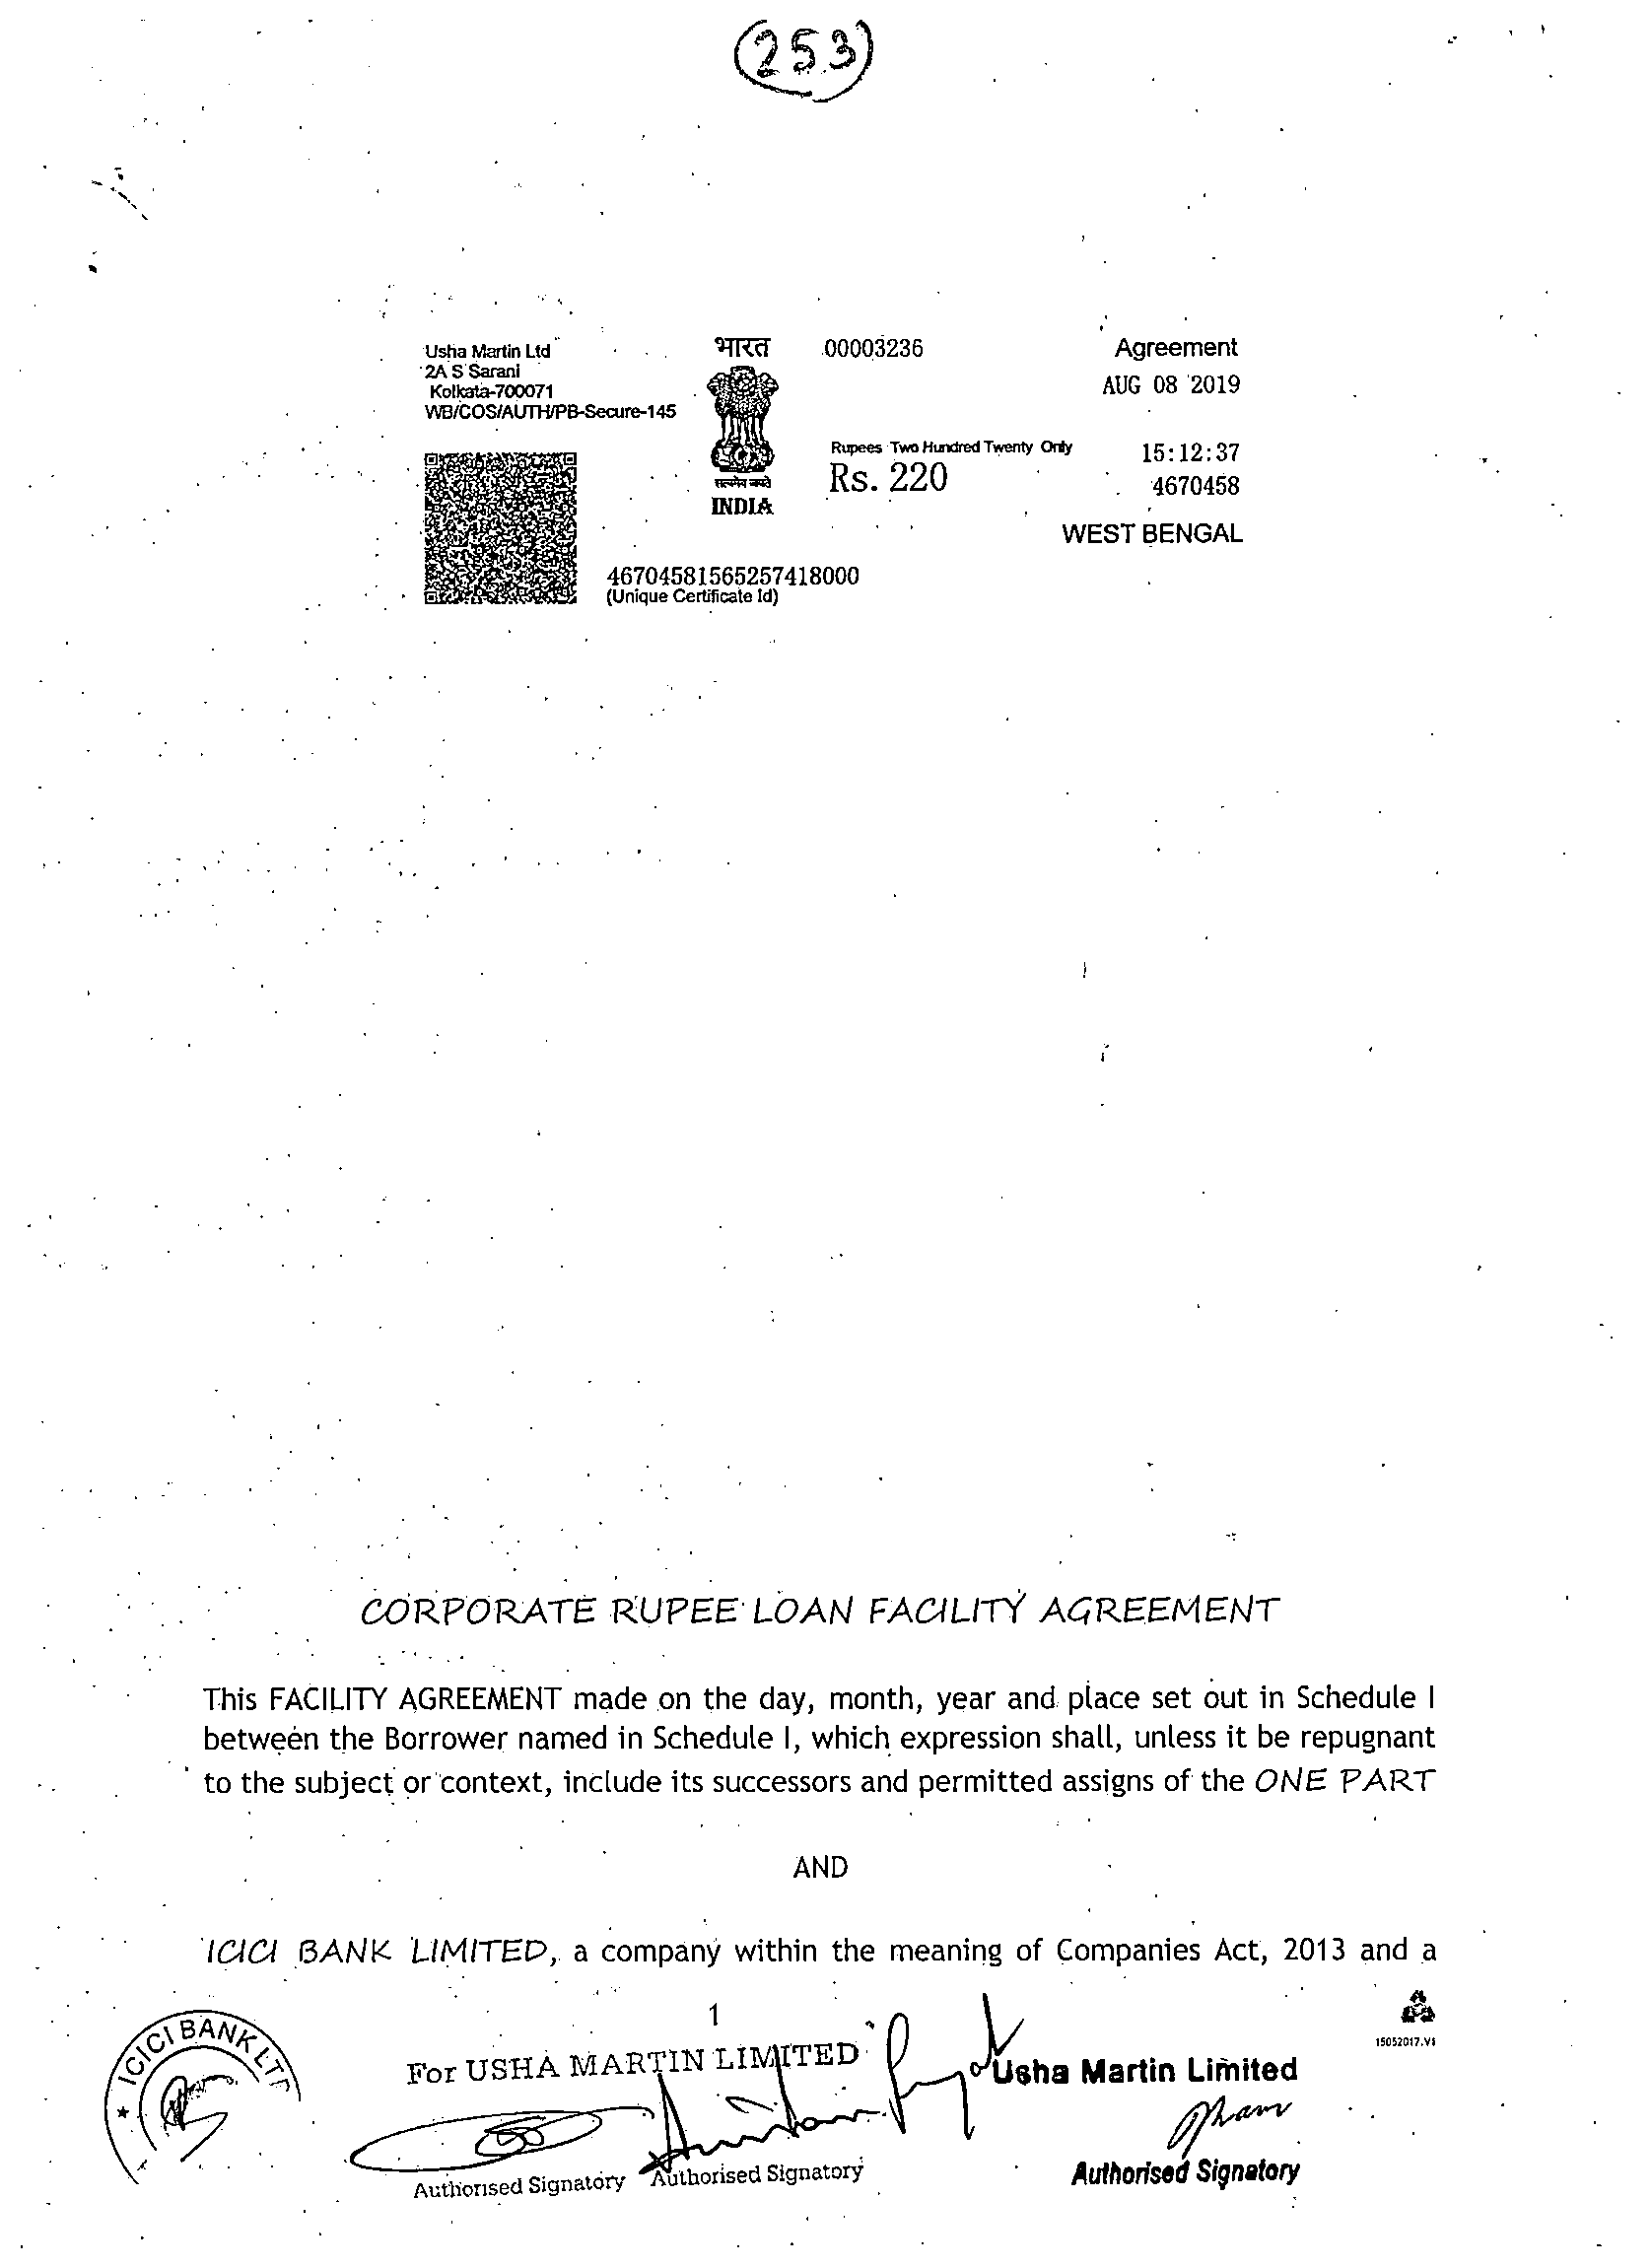 253
Usha Martin Ltd
2A S Sarani
Kolkata-700071
WB/COS/AUTH/PB-Secure-145
भारत
सत्यमेव जयते
INDIA
00003236
Rupees Two Hundred Twenty Only
Rs. 220
Agreement
AUG 08 2019
15:12:37
4670458
WEST BENGAL
46704581565257418000
(Unique Certificate Id)
CORPORATE RUPEE LOAN FACILITY AGREEMENT
This FACILITY AGREEMENT made on the day, month, year and place set out in Schedule I
between the Borrower named in Schedule I, which expression shall, unless it be repugnant
to the subject or context, include its successors and permitted assigns of the ONE PART
AND
ICICI BANK LIMITED, a company within the meaning of Companies Act, 2013 and a
1
15052017.V1
ICICI BANK LTD
For USHA MARTIN LIMITED
Authorised Signatory Authorised Signatory
Usha Martin Limited
Authorised Signatory